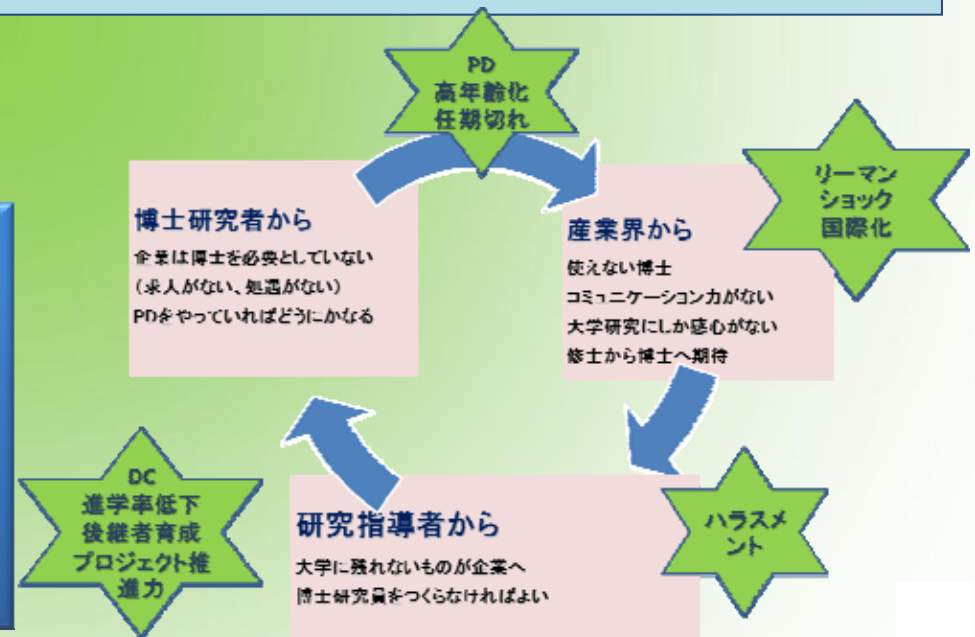 PD
高年齢化
任期切れ
リーマン
ショック
国際化
博士研究者から
企業は博士を必要としていない
（求人がない、処遇がない）
PDをやっていればどうにかなる
産業界から
使えない博士
コミュニケーション力がない
大学研究にしか感心がない
修士から博士へ期待
DC
進学率低下
後継者育成
プロジェクト推
進力
研究指導者から
大学に残れないものが企業へ
博士研究員をつくらなければよい
ハラスメ
ント